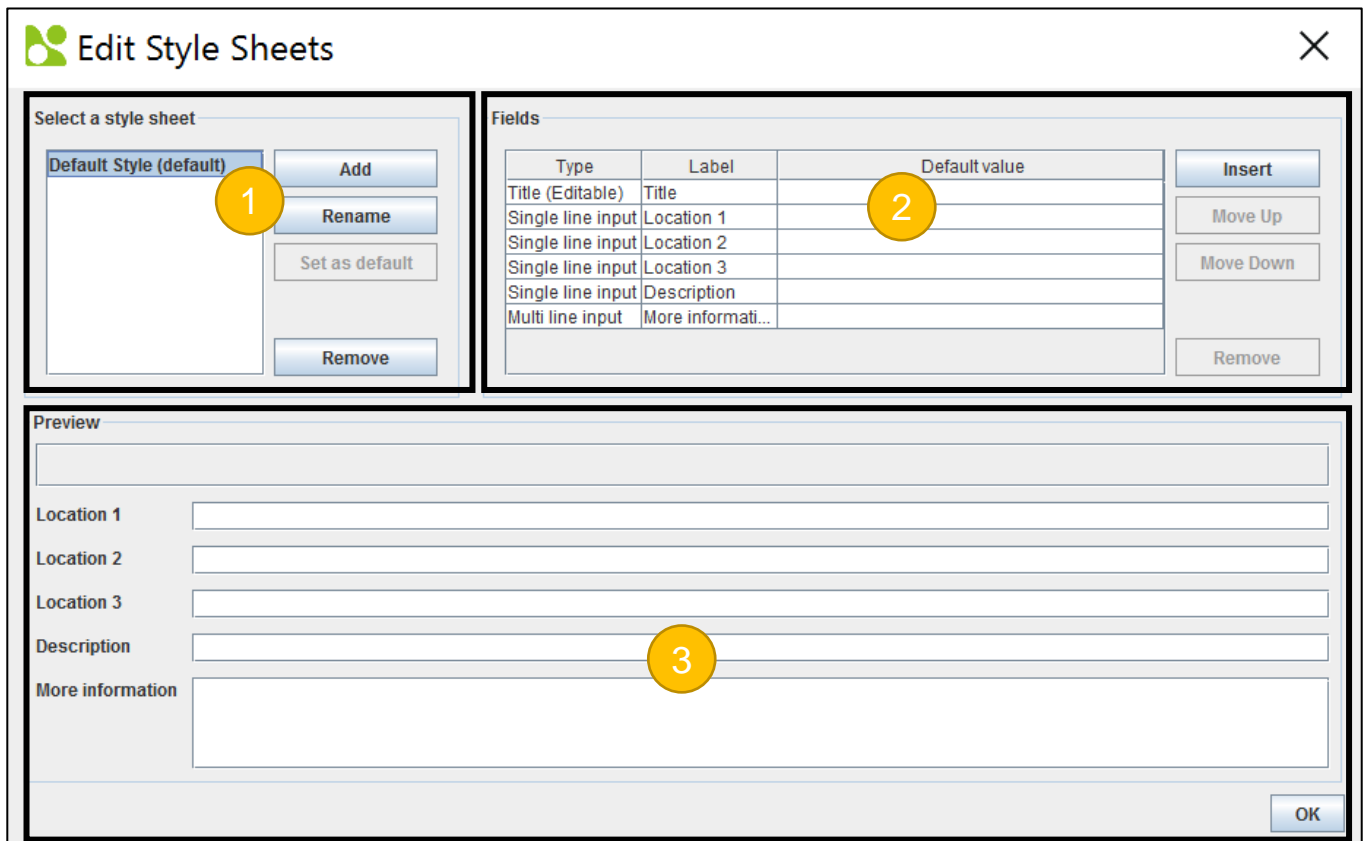 Edit Style Sheets
Select a style sheet
Default Style (default)
Add
Rename
Set as default
Remove
1
Fields
Type Label Default value
Title (Editable) Title
Single line input Location 1
Single line input Location 2
Single line input Location 3
Single line input Description
Multi line input More informati...
2
Insert
Move Up
Move Down
Remove
Preview
Location 1
Location 2
Location 3
Description
More information
3
OK